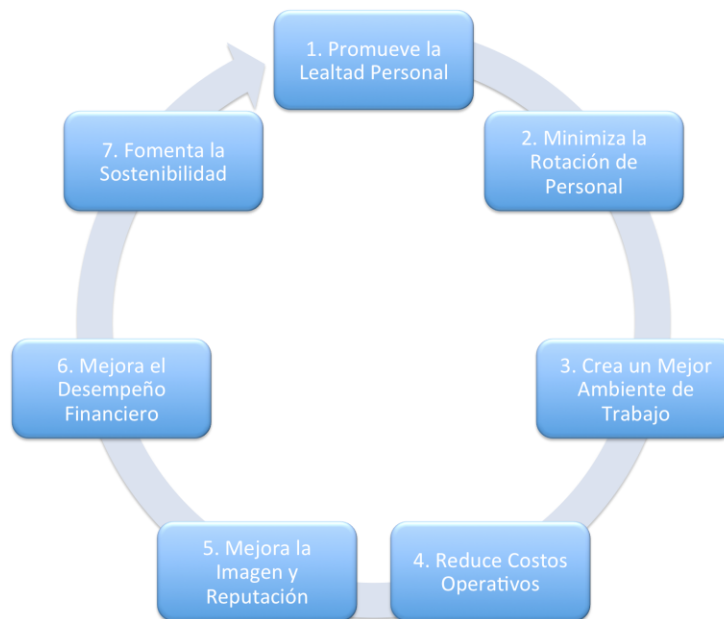 1. Promueve la
Lealtad Personal
2. Minimiza la
Rotación de
Personal
3. Crea un Mejor
Ambiente de
Trabajo
4. Reduce Costos
Operativos
5. Mejora la
Imagen y
Reputación
6. Mejora el
Desempeño
Financiero
7. Fomenta la
Sostenibilidad